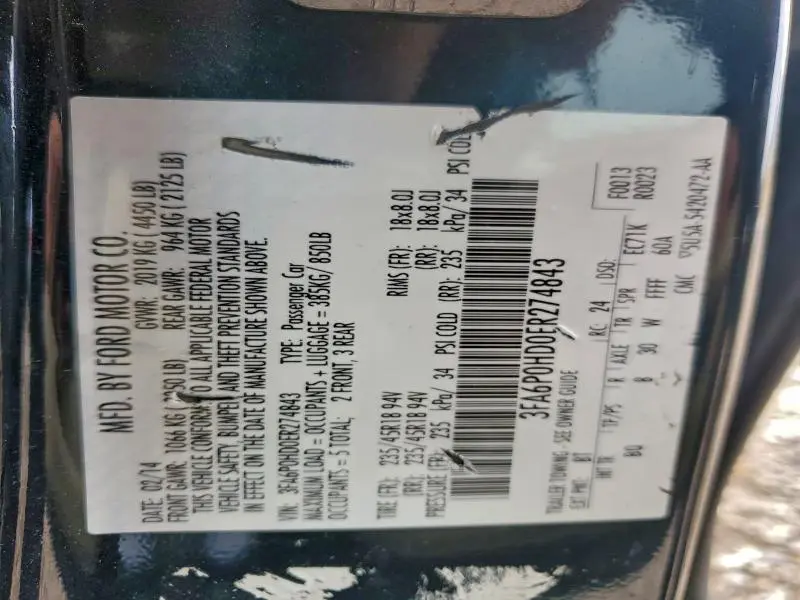 MFD. BY FORD MOTOR CO.
DATE: 02/14 GVWR: 2019 KG ( 4450 LB)
FRONT GAWR: 1066 KG (2350 LB) REAR GAWR: 964 KG ( 2125 LB)
THIS VEHICLE CONFORMS TO ALL APPLICABLE FEDERAL MOTOR
VEHICLE SAFETY, BUMPER, AND THEFT PREVENTION STANDARDS
IN EFFECT ON THE DATE OF MANUFACTURE SHOWN ABOVE.
VIN: 3FA6P0HD0ER274843 TYPE: Passenger Car
MAXIMUM LOAD = OCCUPANTS + LUGGAGE = 385KG/ 850LB
OCCUPANTS = 5 TOTAL: 2 FRONT, 3 REAR
TIRE (FR): 235/45R18 94V RIMS (FR): 18x8.0J
(RR): 235/45R18 94V (RR): 18x8.0J
PRESSURE (FR): 235 kPa/ 34 PSI COLD (RR): 235 kPa/ 34 PSI COLD
3FA6P0HD0ER274843
TRAILER TOWING - SEE OWNER GUIDE
EXT PNT: BT RC: 24 DSO: F0013
R0023
INT TR TP/PS R AXLE TR SPR EC71K
BQ 8 30 W FFFF 60A
CMC 5U5A-5420472-AA